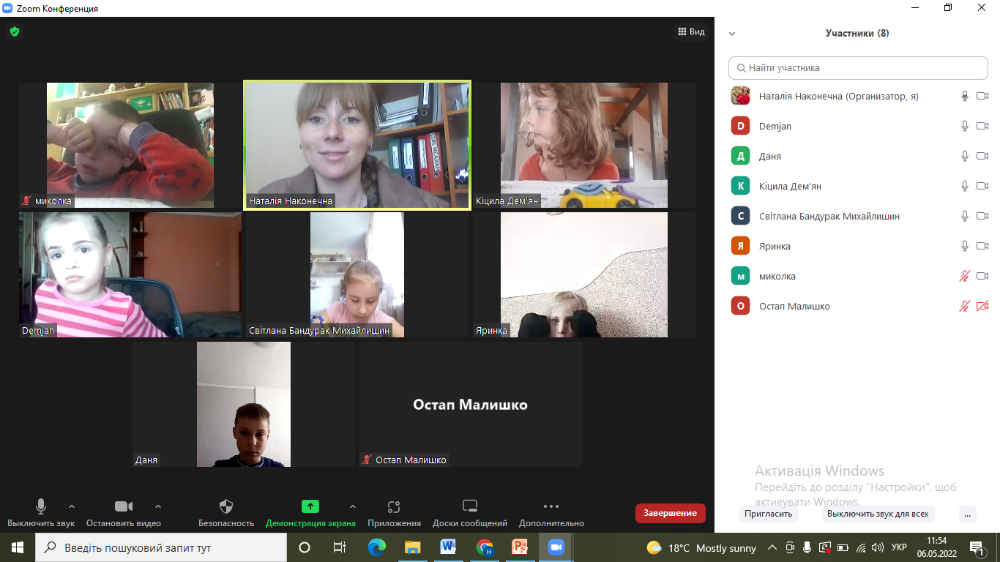 Zoom Конференция
Вид
Участники (8)
Найти участника
Наталія Наконечна (Организатор, я)
D Demjan
Д Даня
К Кіцила Дем'ян
С Світлана Бандурак Михайлишин
Я Яринка
м миколка
О Остап Малишко
миколка
Наталія Наконечна
Кіцила Дем'ян
Demjan
Світлана Бандурак Михайлишин
Яринка
Даня
Остап Малишко
Остап Малишко
Активація Windows
Перейдіть до розділу "Настройки", щоб
активувати Windows.
Пригласить
Выключить звук для всех
...
Выключить звук
Остановить видео
Безопасность
Демонстрация экрана
Приложения
Доски сообщений
Дополнительно
Завершение
Введіть пошуковий запит тут
18°C Mostly sunny
УКР
11:54
06.05.2022
1